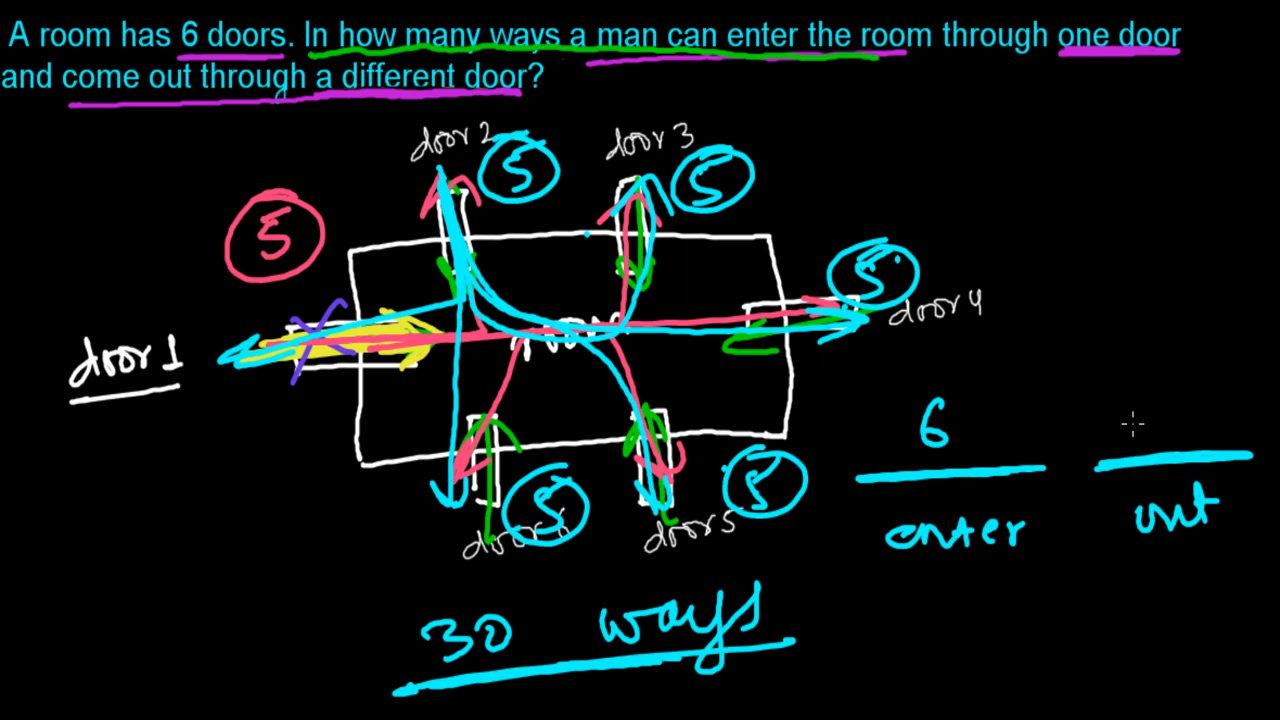 A room has 6 doors. In how many ways a man can enter the room through one door
and come out through a different door?
door 2
5
door 3
5
5
5
door 4
door 1
6
5
5
door 5
enter
out
30 ways